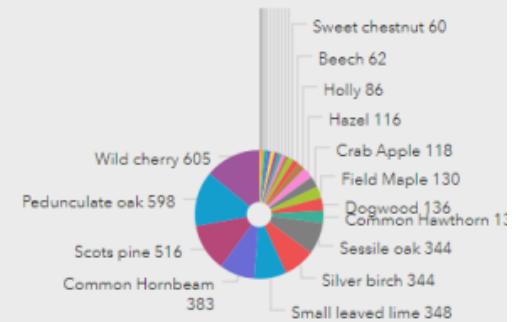 Sweet chestnut 60
Beech 62
Holly 86
Hazel 116
Crab Apple 118
Field Maple 130
Dogwood 136
Common Hawthorn
Sessile oak 344
Silver birch 344
Small leaved lime 348
Common Hornbeam
383
Scots pine 516
Pedunculate oak 598
Wild cherry 605